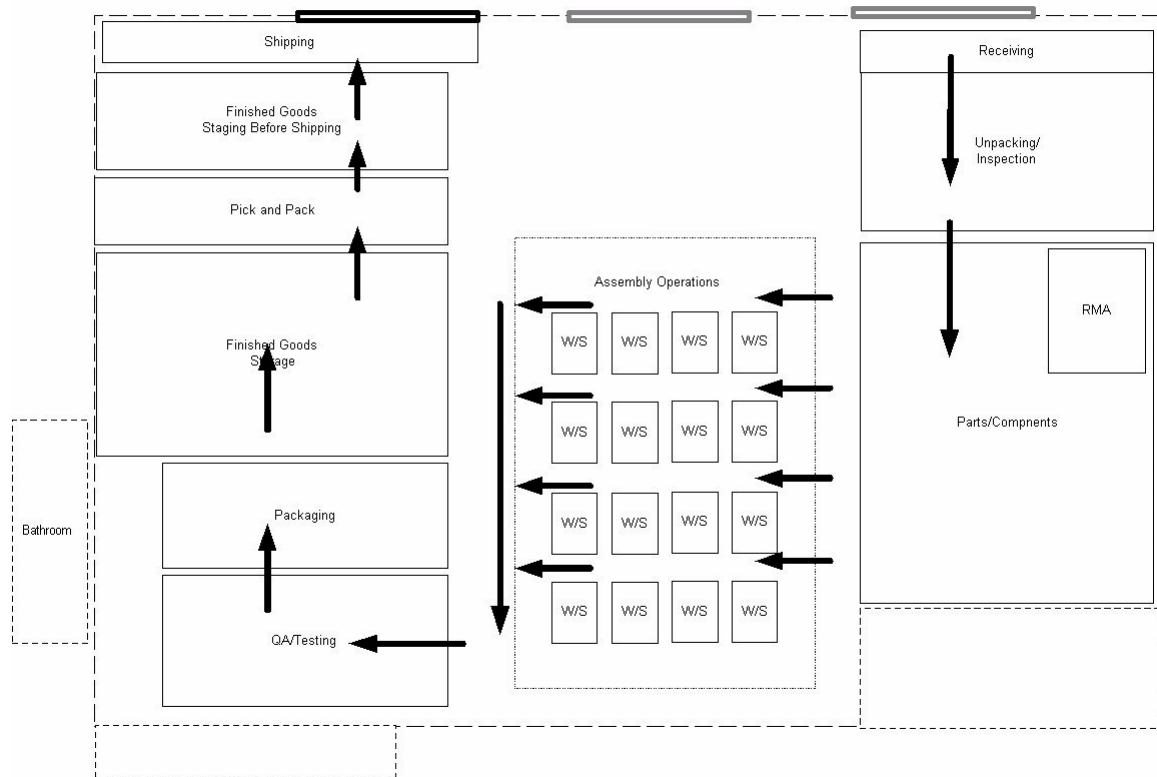 Shipping
Receiving
Finished Goods
Staging Before Shipping
Unpacking/
Inspection
Pick and Pack
Assembly Operations
RMA
Finished Goods
Storage
W/S W/S W/S W/S
Parts/Compnents
W/S W/S W/S W/S
Packaging
Bathroom
W/S W/S W/S W/S
W/S W/S W/S W/S
QA/Testing